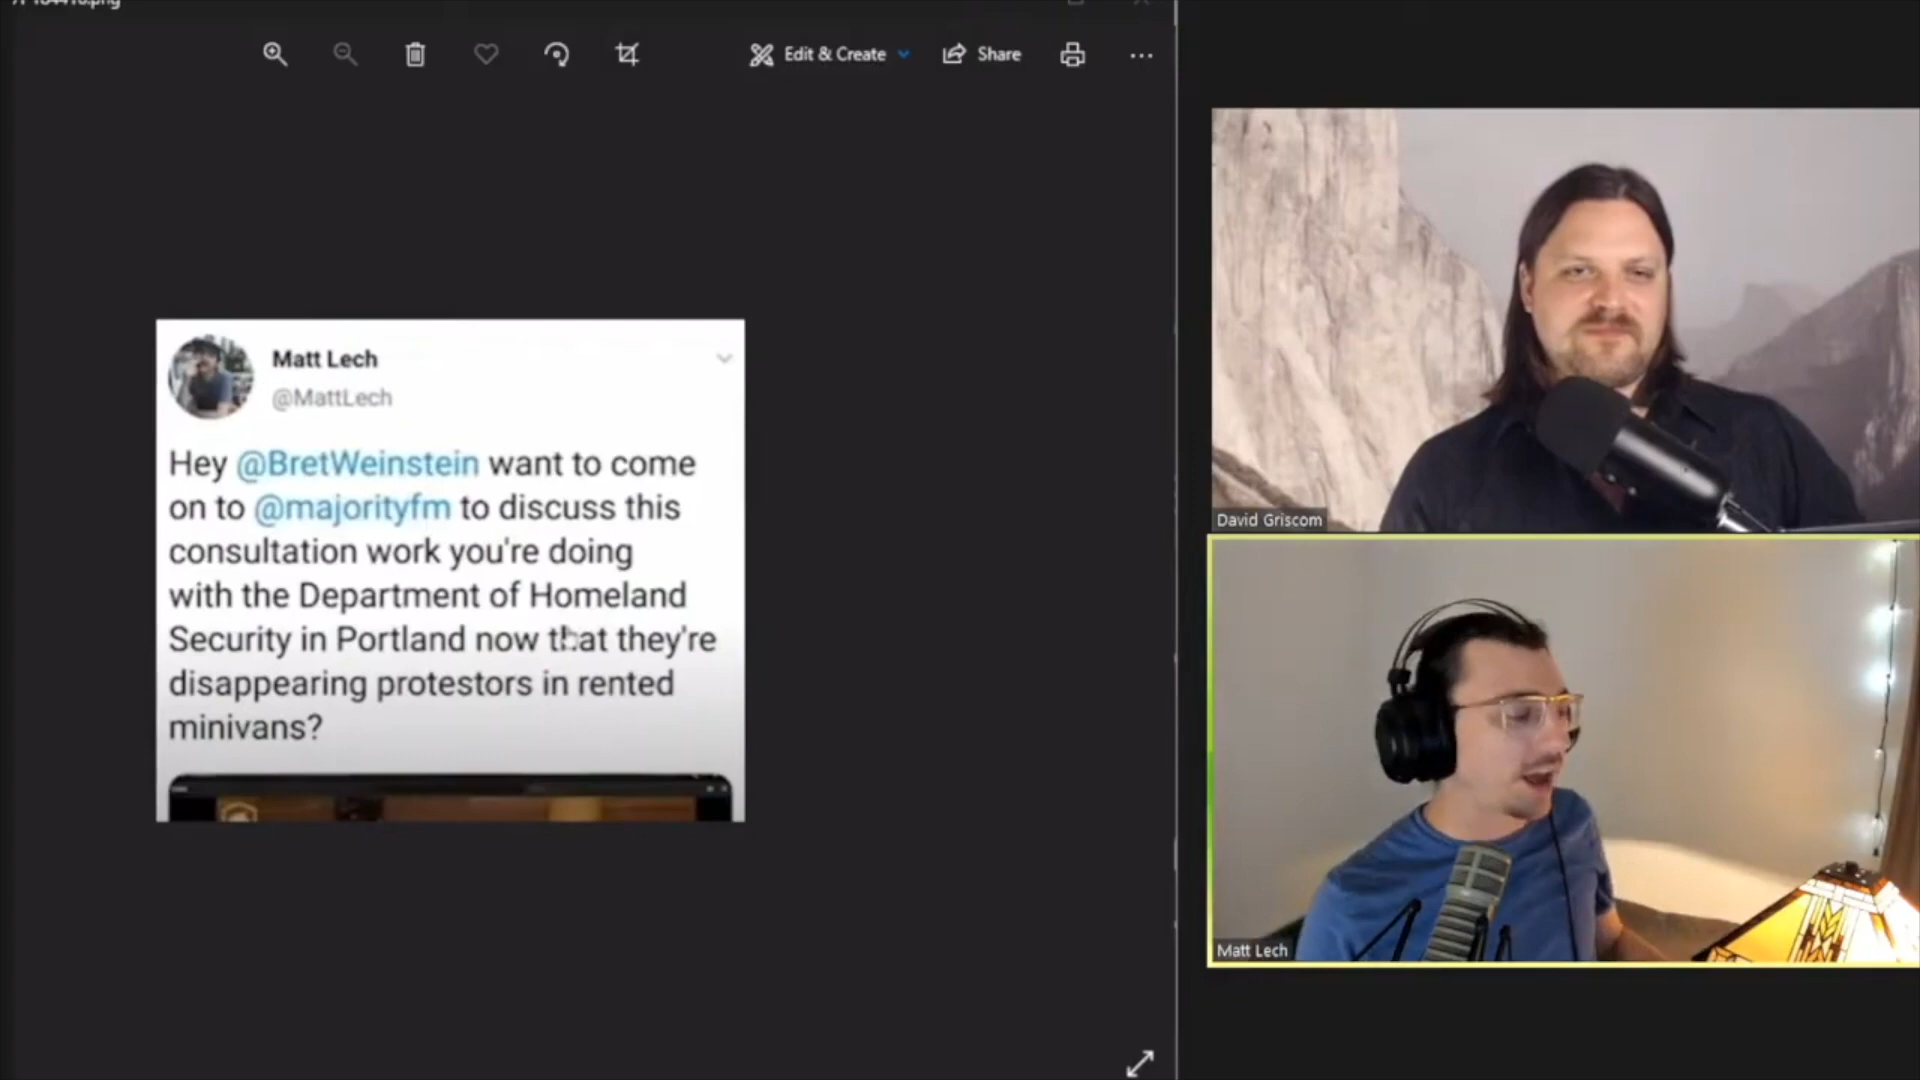 Edit & Create
Share
Matt Lech
@MattLech
Hey @BretWeinstein want to come
on to @majorityfm to discuss this
consultation work you're doing
with the Department of Homeland
Security in Portland now that they're
disappearing protestors in rented
minivans?
David Griscom
Matt Lech